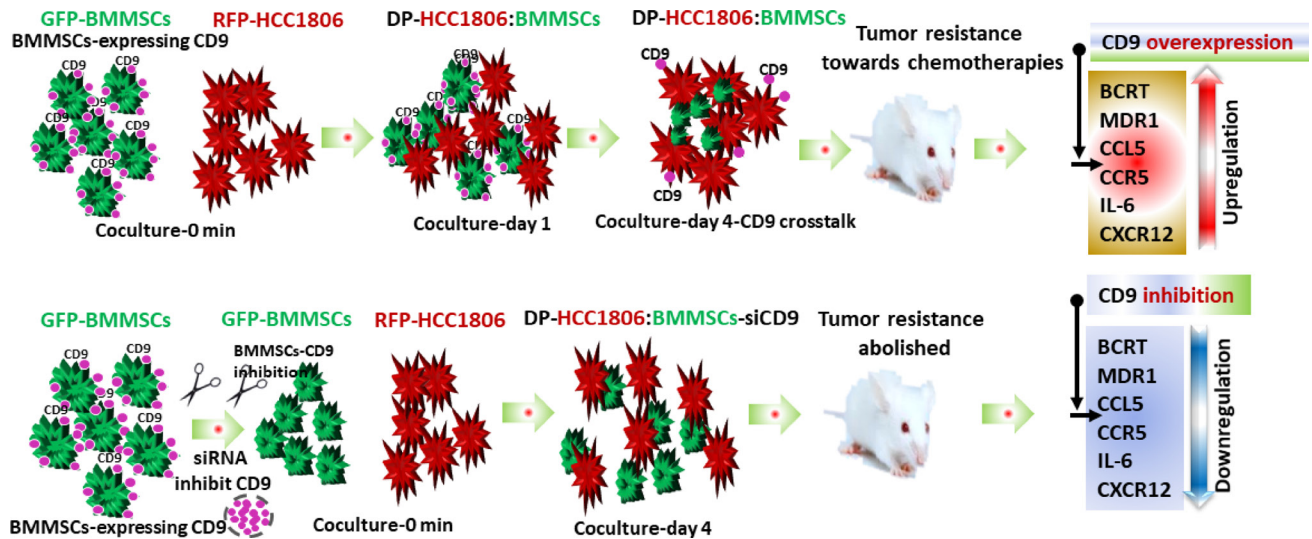 GFP-BMMSCs
BMMSCs-expressing CD9
CD9
CD9
CD9
CD9
CD9
CD9
RFP-HCC1806
Coculture-0 min
DP-HCC1806:BMMSCs
CD9
CD9
CD9
CD9
Coculture-day 1
DP-HCC1806:BMMSCs
CD9
CD9
CD9
Coculture-day 4-CD9 crosstalk
Tumor resistance
towards chemotherapies
CD9 overexpression
BCRT
MDR1
CCL5
CCR5
IL-6
CXCR12
Upregulation
GFP-BMMSCs
CD9
CD9
CD9
CD9
CD9
CD9
BMMSCs-expressing CD9
siRNA
inhibit CD9
GFP-BMMSCs
BMMSCs-CD9
inhibition
RFP-HCC1806
Coculture-0 min
DP-HCC1806:BMMSCs-siCD9
Coculture-day 4
Tumor resistance
abolished
CD9 inhibition
BCRT
MDR1
CCL5
CCR5
IL-6
CXCR12
Downregulation